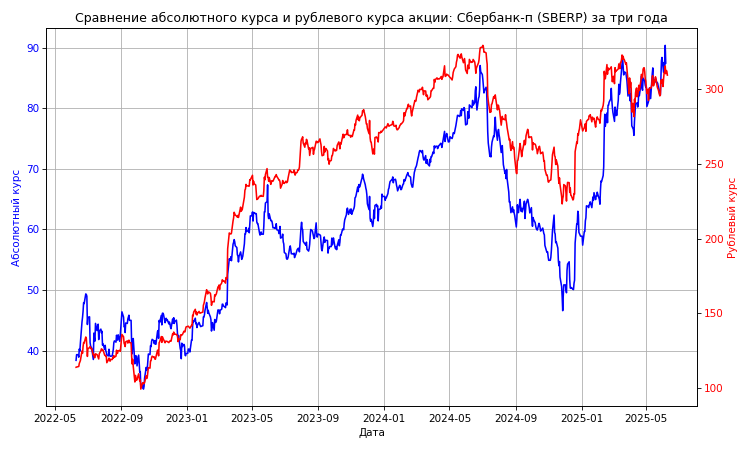 Сравнение абсолютного курса и рублевого курса акции: Сбербанк-п (SBERP) за три года
Абсолютный курс
90
80
70
60
50
40
Рублевый курс
300
250
200
150
100
2022-05 2022-09 2023-01 2023-05 2023-09 2024-01 2024-05 2024-09 2025-01 2025-05
Дата